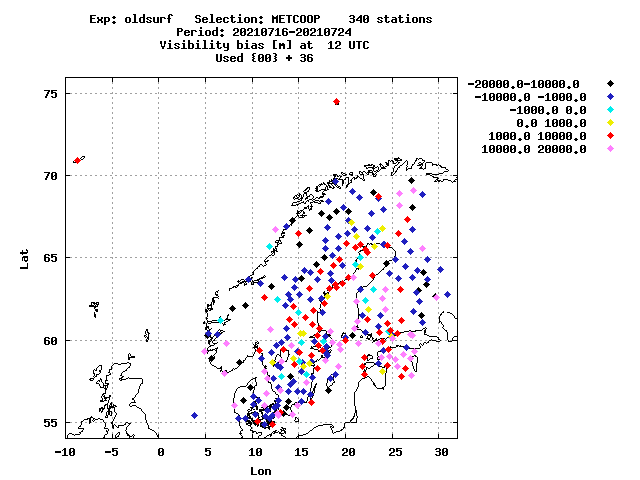 Exp: oldsurf Selection: METCOOP 340 stations
Period: 20210716-20210724
Visibility bias [m] at 12 UTC
Used {00} + 36
-20000.0-10000.0
-10000.0 -1000.0
-1000.0 0.0
0.0 1000.0
1000.0 10000.0
10000.0 20000.0
75
70
65
60
55
Lat
-10 -5 0 5 10 15 20 25 30
Lon